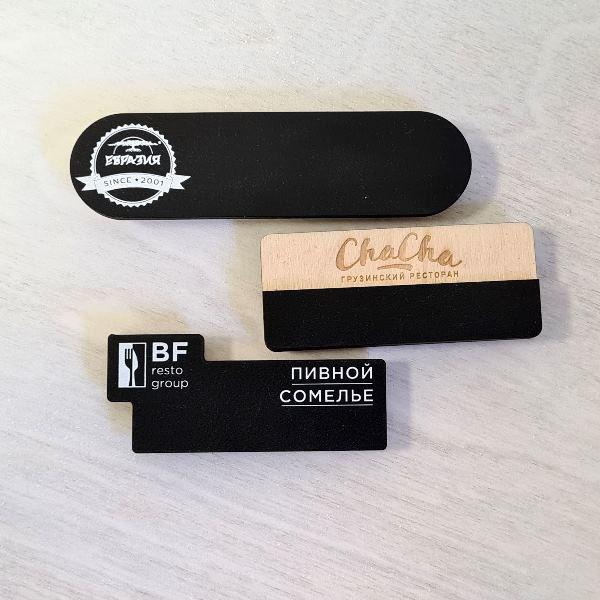 ЕВРАЗИЯ
SINCE • 2001
ChaCha
ГРУЗИНСКИЙ РЕСТОРАН
BF
resto
group
ПИВНОЙ
СОМЕЛЬЕ